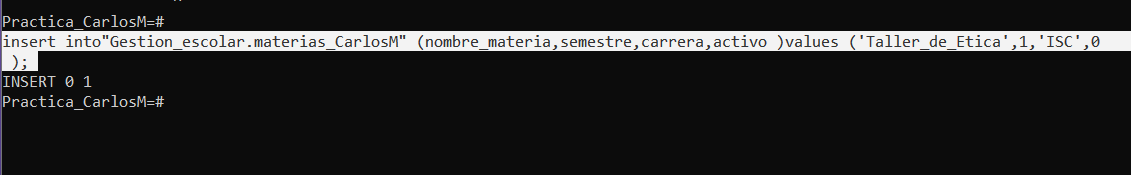 Practica_CarlosM=#
insert into"Gestion_escolar.materias_CarlosM" (nombre_materia,semestre,carrera,activo )values ('Taller_de_Etica',1,'ISC',0
 );
INSERT 0 1
Practica_CarlosM=#